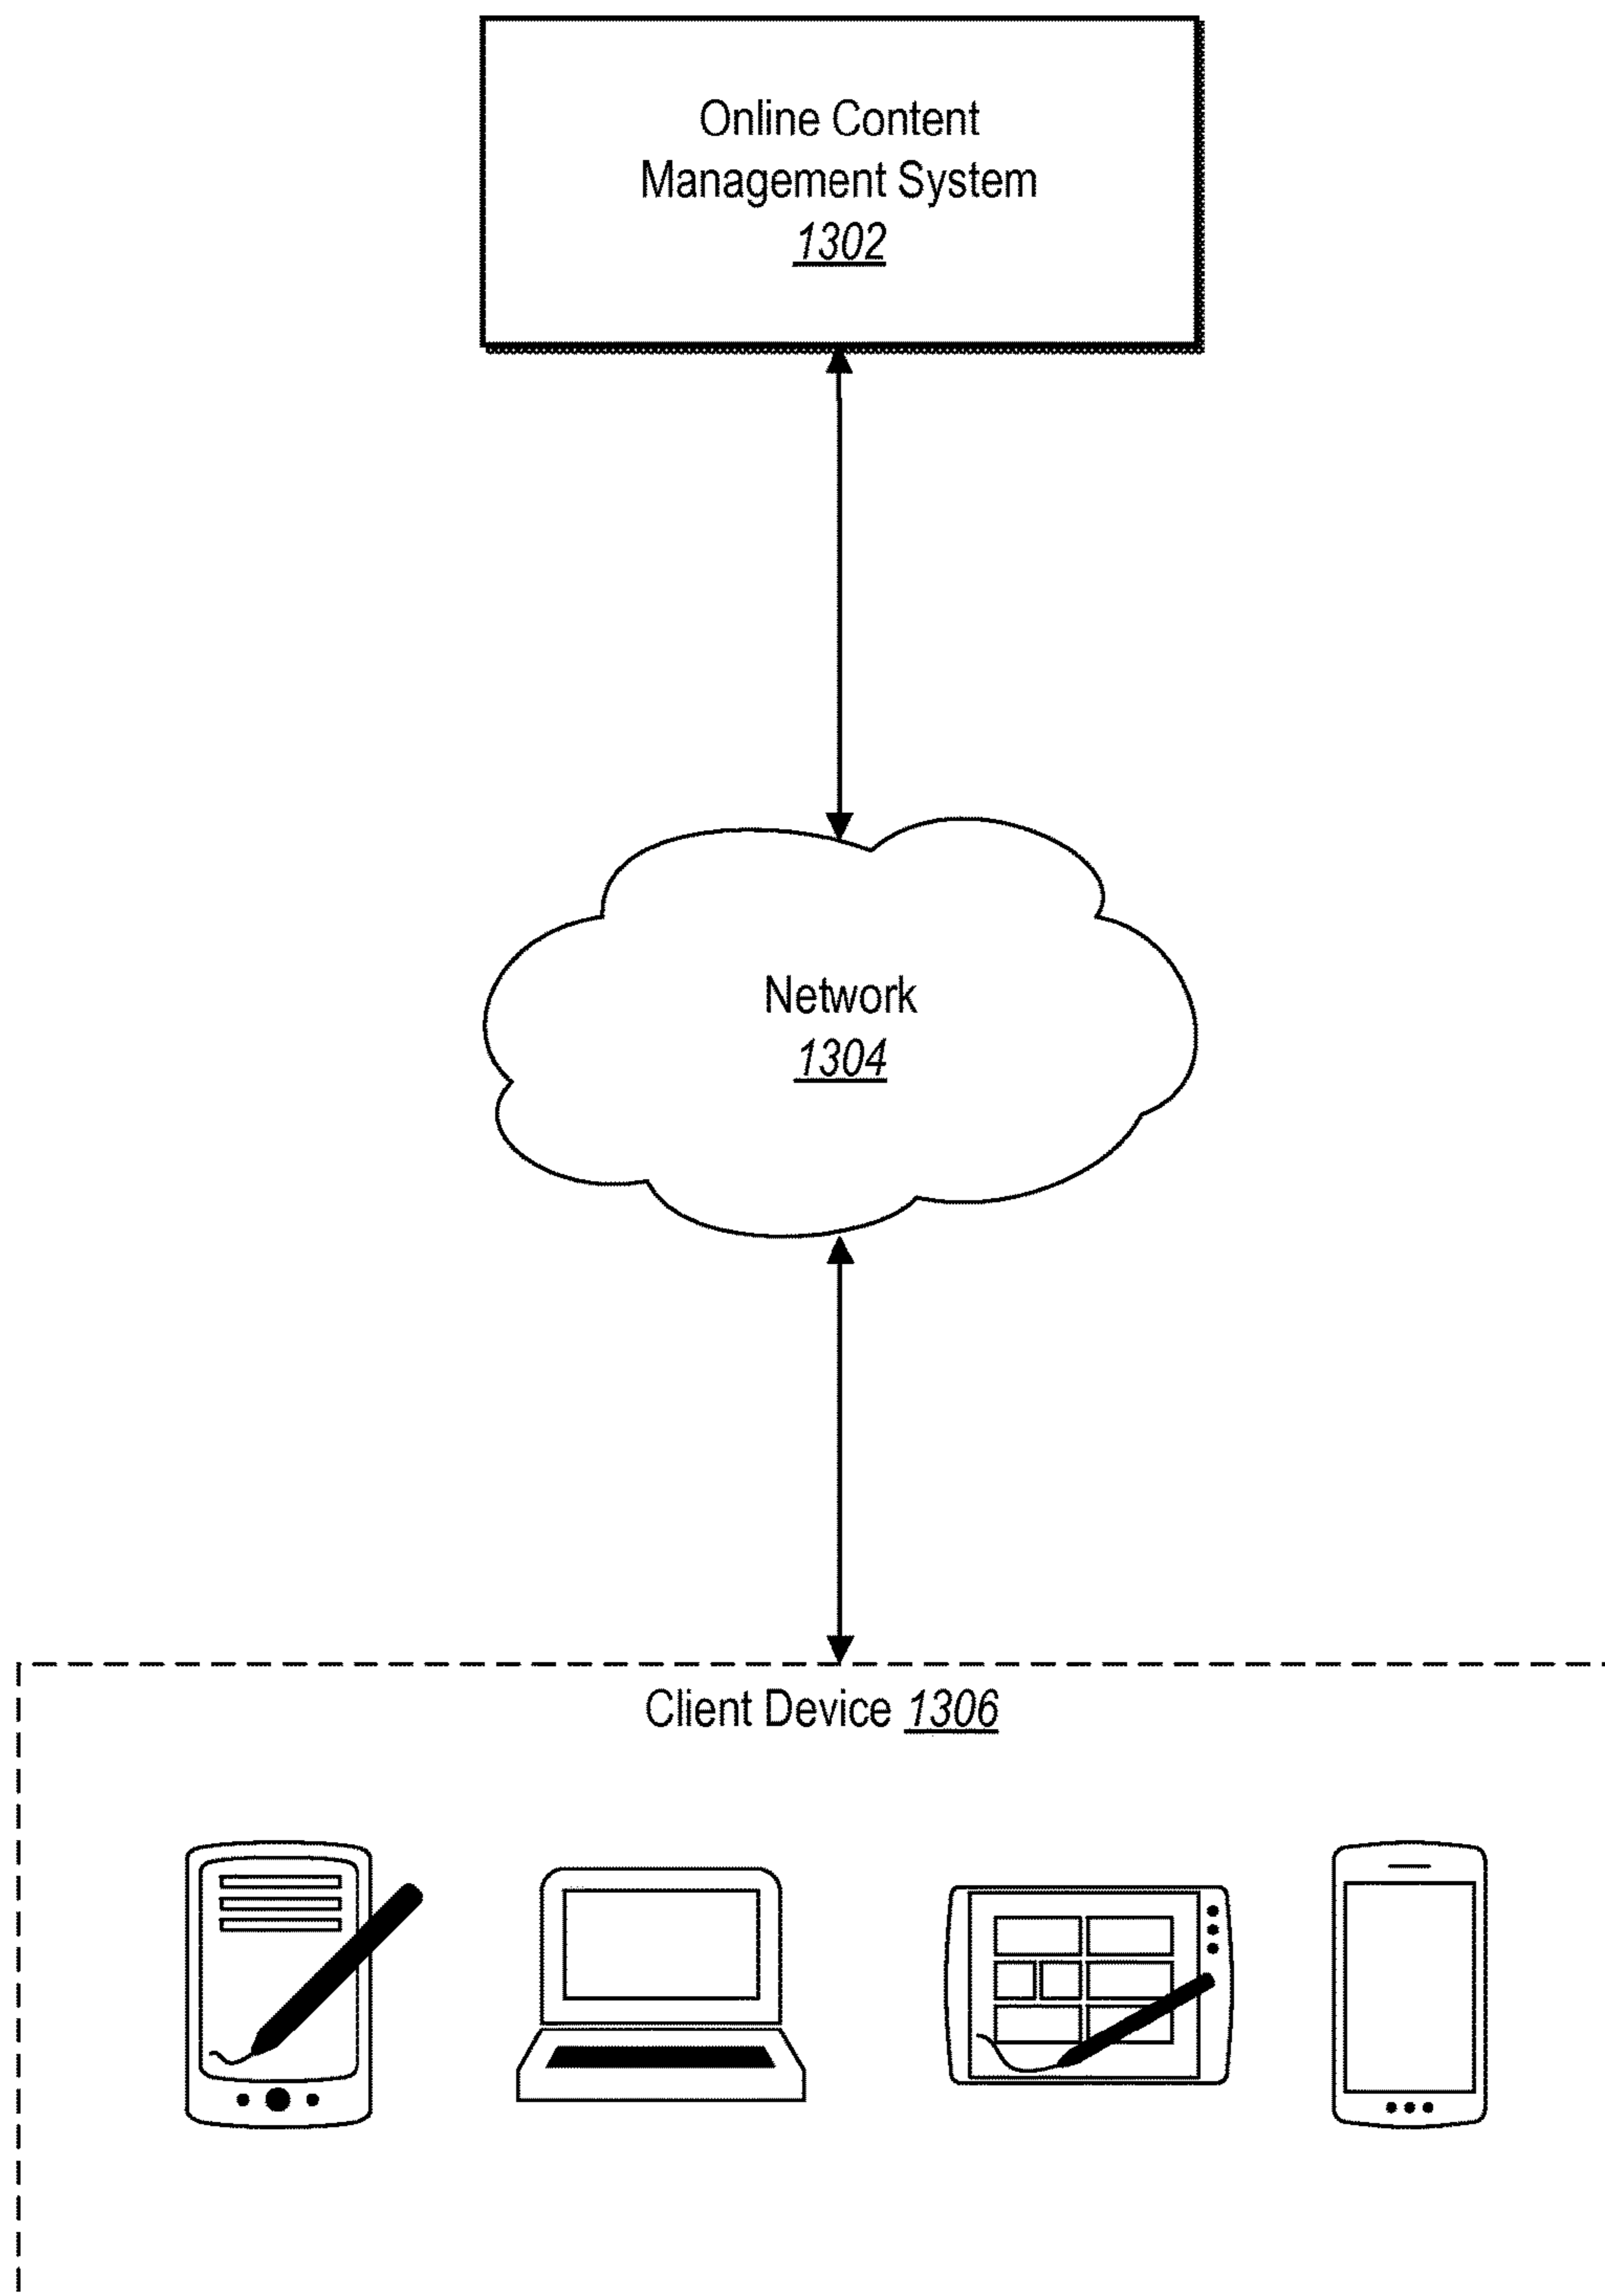 Online Content
Management System
1302
Network
1304
Client Device 1306